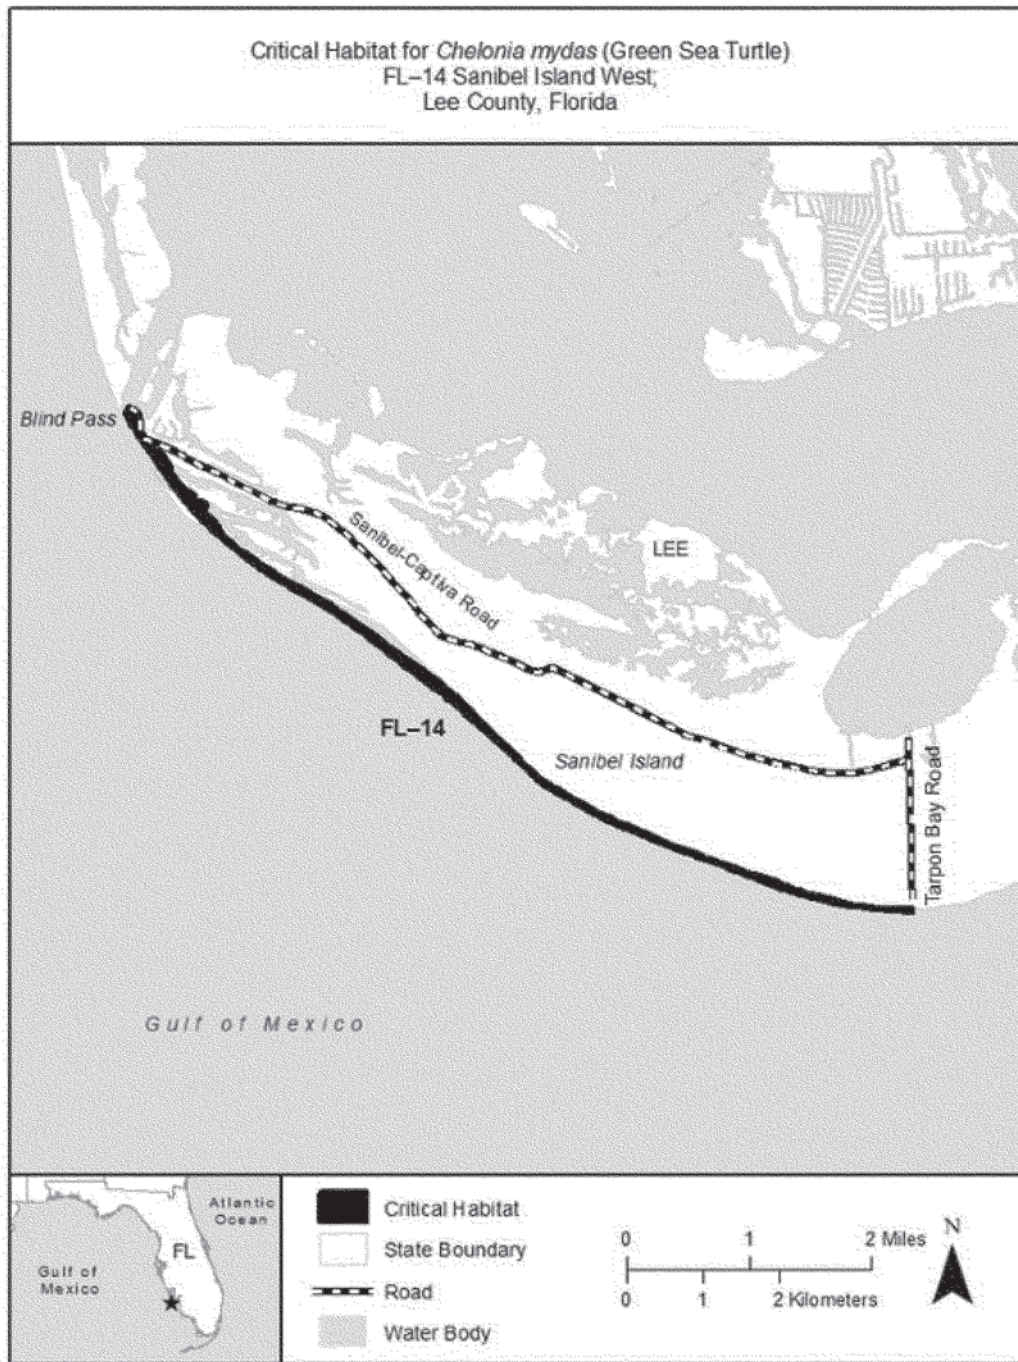 Critical Habitat for Chelonia mydas (Green Sea Turtle)
FL–14 Sanibel Island West;
Lee County, Florida
Blind Pass
Sanibel-Captiva Road
LEE
FL–14
Sanibel Island
Tarpon Bay Road
Gulf of Mexico
Atlantic
Ocean
FL
Gulf of
Mexico
Critical Habitat
State Boundary
Road
Water Body
0 1 2 Miles
0 1 2 Kilometers
N